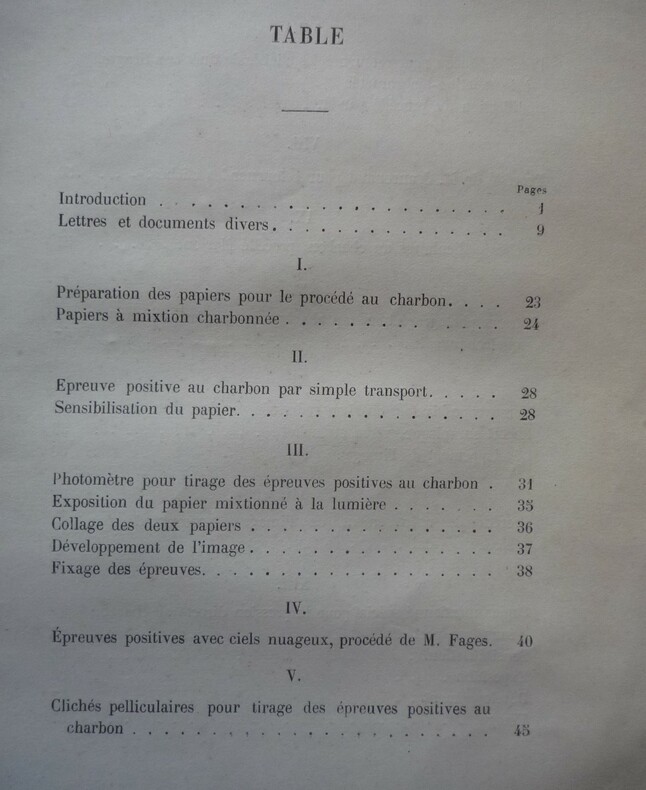 TABLE
Pages
Introduction . . . . . . . . . . . . . . . . . 1
Lettres et documents divers. . . . . . . . . . . . . 9
I.
Préparation des papiers pour le procédé au charbon. . . . 23
Papiers à mixtion charbonnée . . . . . . . . . . . 24
II.
Epreuve positive au charbon par simple transport. . . . . 28
Sensibilisation du papier. . . . . . . . . . . . . . . 28
III.
Photomètre pour tirage des épreuves positives au charbon . 31
Exposition du papier mixtionné à la lumière . . . . . . . 35
Collage des deux papiers . . . . . . . . . . . . . . 36
Développement de l'image . . . . . . . . . . . . . . 37
Fixage des épreuves. . . . . . . . . . . . . . . . . 38
IV.
Épreuves positives avec ciels nuageux, procédé de M. Fages. 40
V.
Clichés pelliculaires pour tirage des épreuves positives au
charbon . . . . . . . . . . . . . . . . . . . . 45